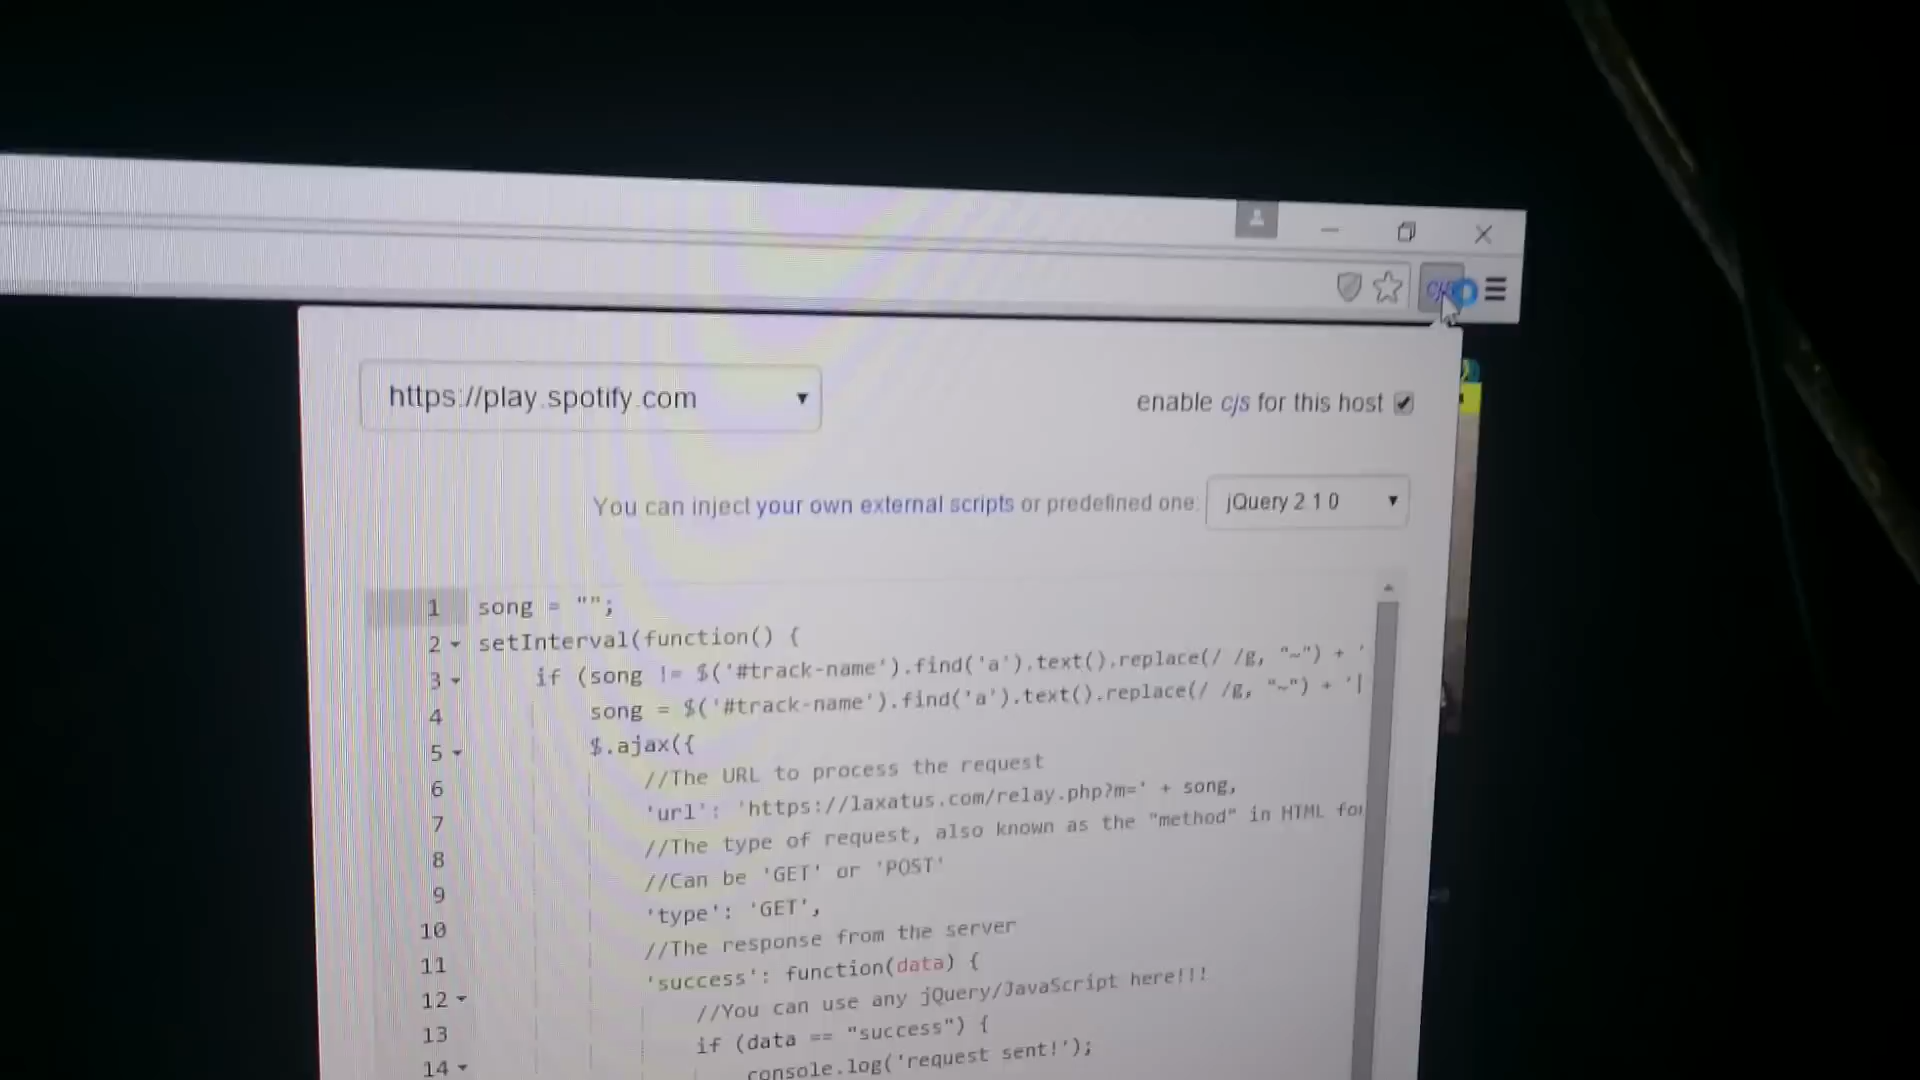 cjs
https://play.spotify.com ▼
enable cjs for this host
You can inject your own external scripts or predefined one: jQuery 2.1.0 ▼
1 song = "";
2 setInterval(function() {
3 if (song != $('#track-name').find('a').text().replace(/ /g, "~") + '
4 song = $('#track-name').find('a').text().replace(/ /g, "~") + '|
5 $.ajax({
6 //The URL to process the request
7 'url': 'https://laxatus.com/relay.php?m=' + song,
8 //The type of request, also known as the "method" in HTML for
9 //Can be 'GET' or 'POST'
10 'type': 'GET',
11 //The response from the server
12 'success': function(data) {
13 //You can use any jQuery/JavaScript here!!!
14 if (data == "success") {
console.log('request sent!');